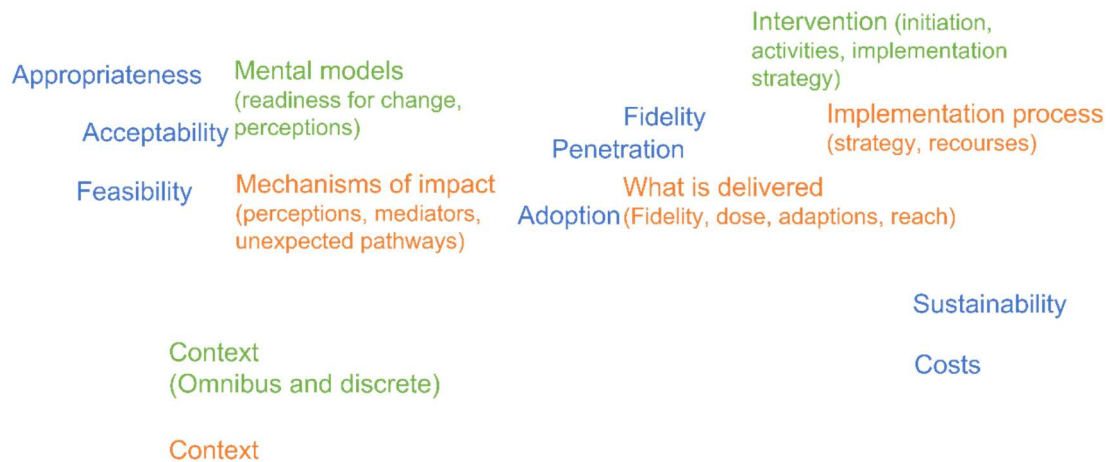 Appropriateness
Acceptability
Feasibility
Mental models
(readiness for change,
perceptions)
Mechanisms of impact
(perceptions, mediators,
unexpected pathways)
Intervention (initiation,
activities, implementation
strategy)
Fidelity
Penetration
Adoption
Implementation process
(strategy, recourses)
What is delivered
(Fidelity, dose, adaptions, reach)
Sustainability
Costs
Context
(Omnibus and discrete)
Context